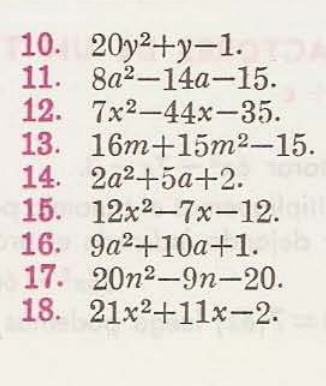 10. 20y²+y−1.
11. 8a²−14a−15.
12. 7x²−44x−35.
13. 16m+15m²−15.
14. 2a²+5a+2.
15. 12x²−7x−12.
16. 9a²+10a+1.
17. 20n²−9n−20.
18. 21x²+11x−2.